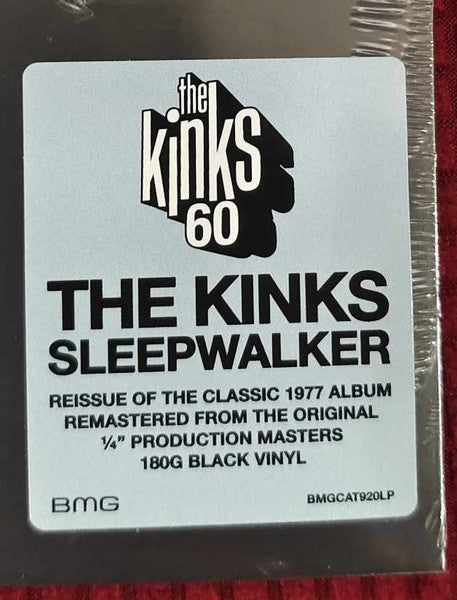 the
kinks
60
THE KINKS
SLEEPWALKER
REISSUE OF THE CLASSIC 1977 ALBUM
REMASTERED FROM THE ORIGINAL
¼” PRODUCTION MASTERS
180G BLACK VINYL
BMG BMGCAT920LP